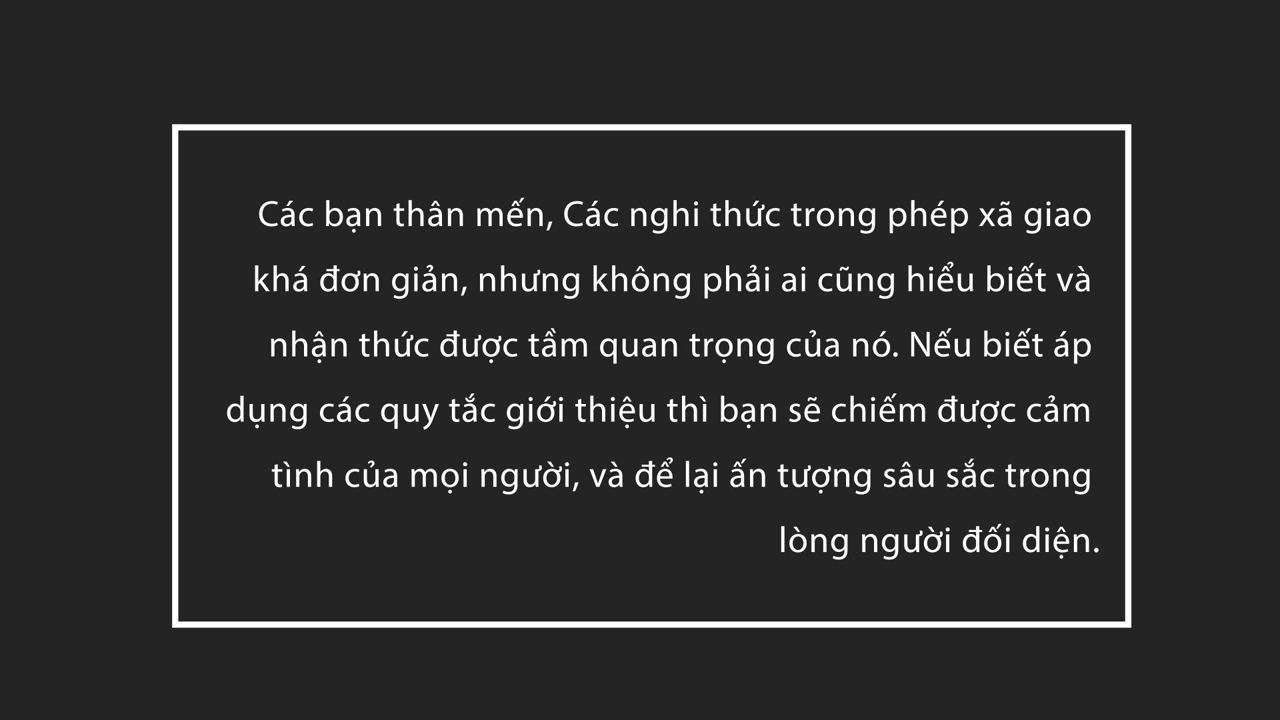 Các bạn thân mến, Các nghi thức trong phép xã giao
khá đơn giản, nhưng không phải ai cũng hiểu biết và
nhận thức được tầm quan trọng của nó. Nếu biết áp
dụng các quy tắc giới thiệu thì bạn sẽ chiếm được cảm
tình của mọi người, và để lại ấn tượng sâu sắc trong
lòng người đối diện.